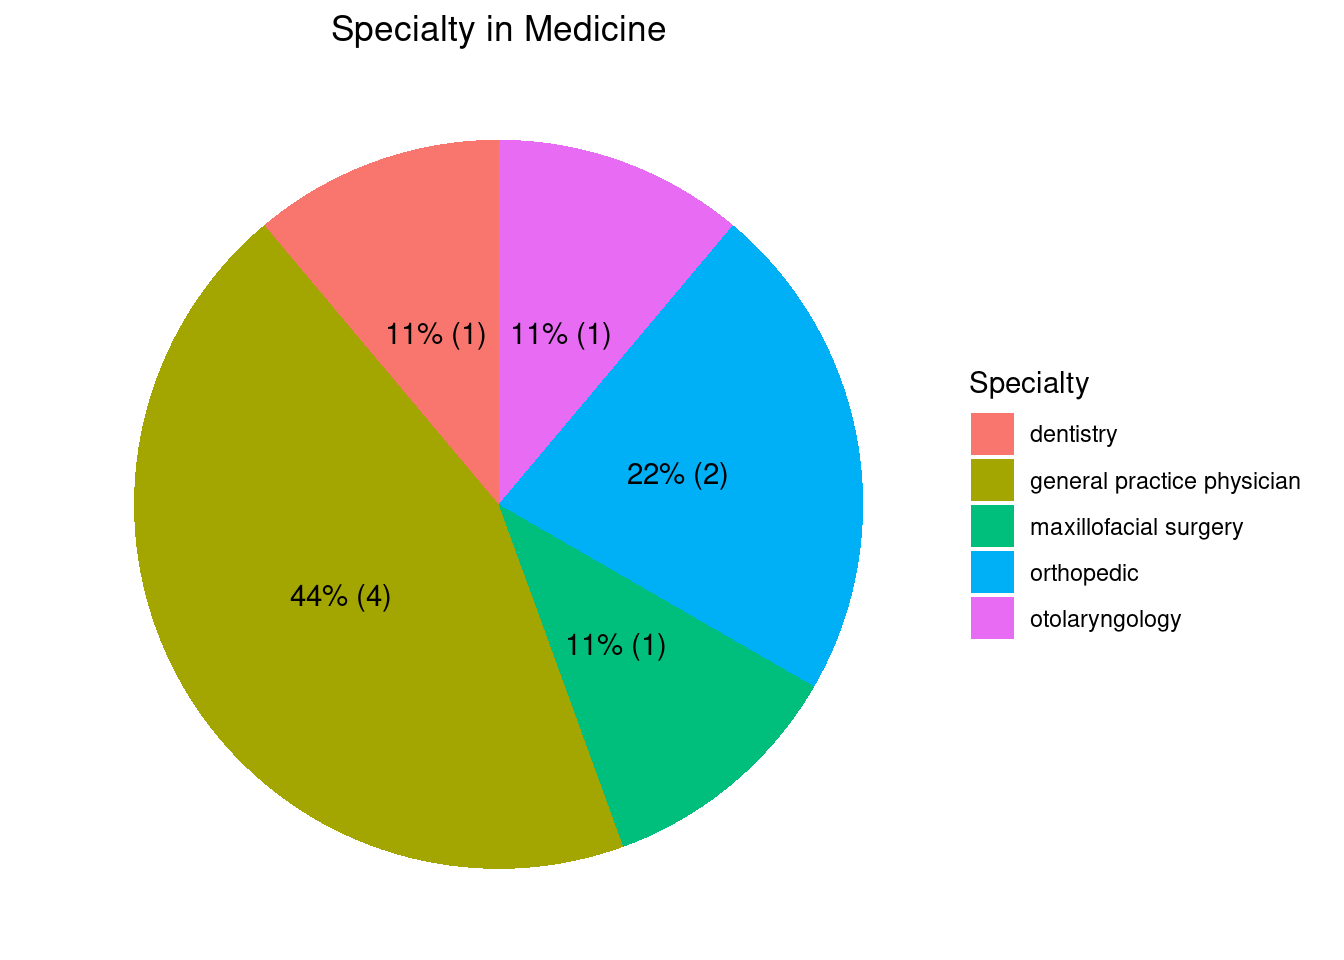 Specialty in Medicine
11% (1)
11% (1)
22% (2)
44% (4)
11% (1)
Specialty
dentistry
general practice physician
maxillofacial surgery
orthopedic
otolaryngology